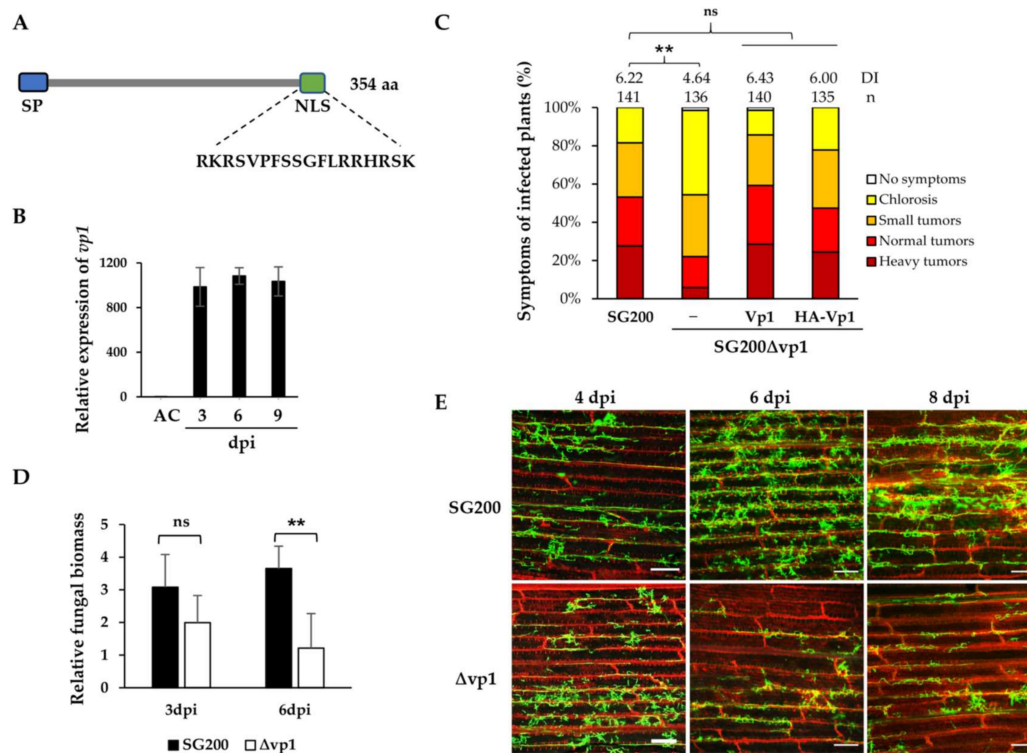 A
SP
NLS
354 aa
RKRSVPFSSGFLRRHRSK
B
Relative expression of vp1
1200
900
600
300
0
AC
3
6
9
dpi
C
ns
**
6.22 4.64 6.43 6.00 DI
141 136 140 135 n
Symptoms of infected plants (%)
100%
80%
60%
40%
20%
0%
No symptoms
Chlorosis
Small tumors
Normal tumors
Heavy tumors
SG200 – Vp1 HA-Vp1
SG200Δvp1
D
Relative fungal biomass
5
4
3
2
1
0
ns
**
3dpi 6dpi
SG200 Δvp1
E
4 dpi 6 dpi 8 dpi
SG200
Δvp1